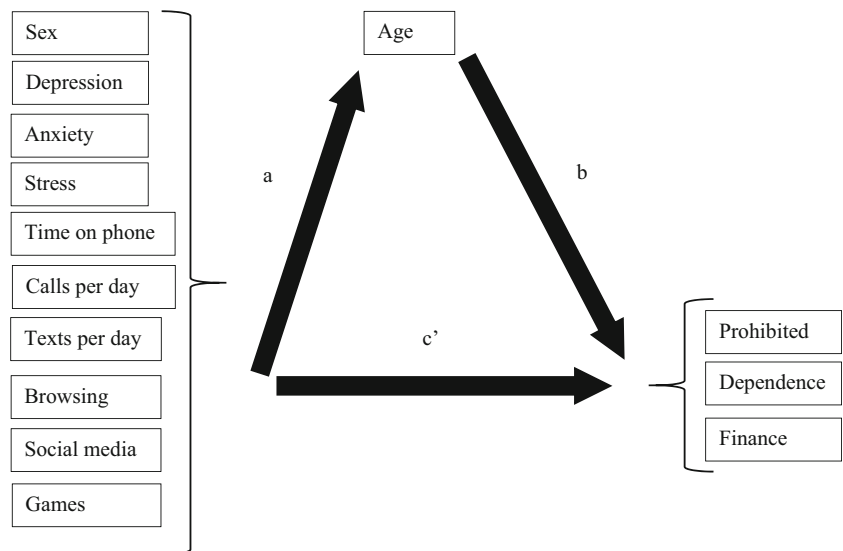 Sex
Depression
Anxiety
Stress
Time on phone
Calls per day
Texts per day
Browsing
Social media
Games
Age
a
b
c’
Prohibited
Dependence
Finance